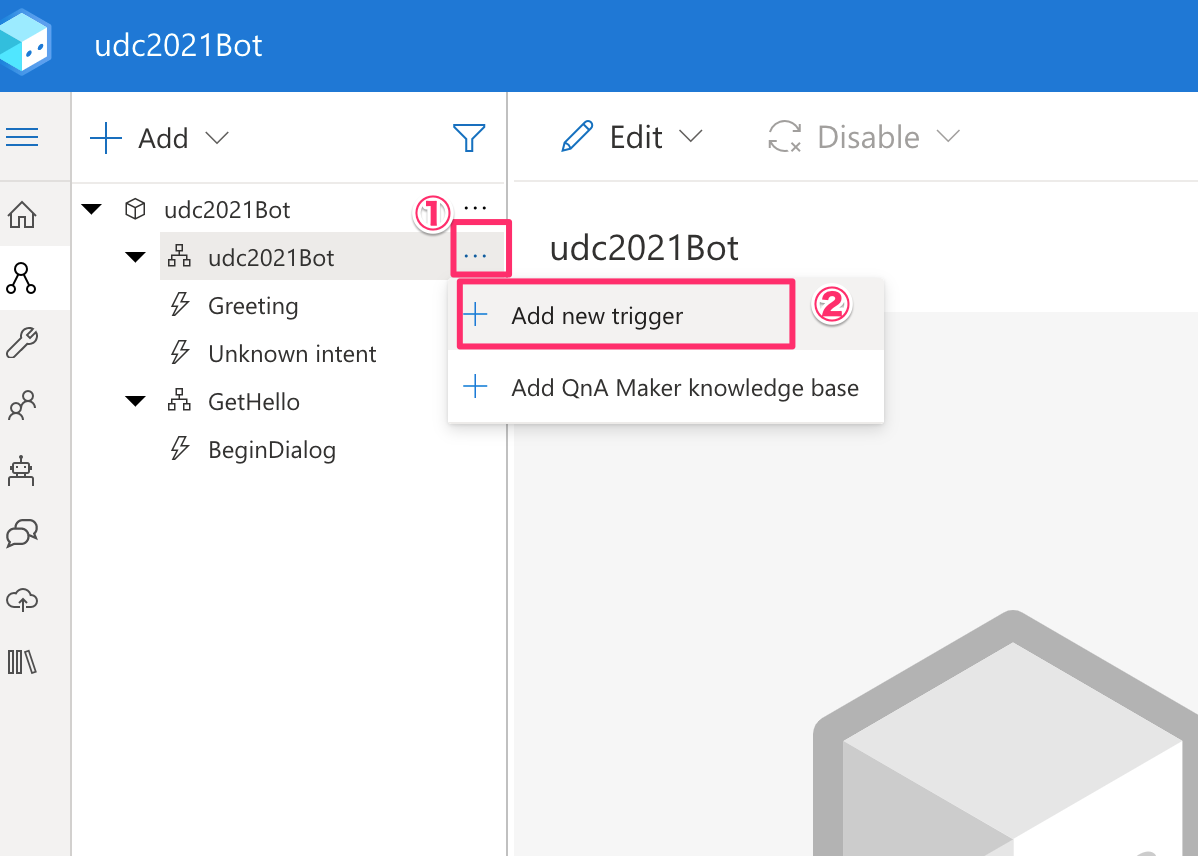 udc2021Bot
Add
Edit
Disable
udc2021Bot
①
...
udc2021Bot
...
Greeting
Unknown intent
GetHello
BeginDialog
udc2021Bot
Add new trigger
②
Add QnA Maker knowledge base